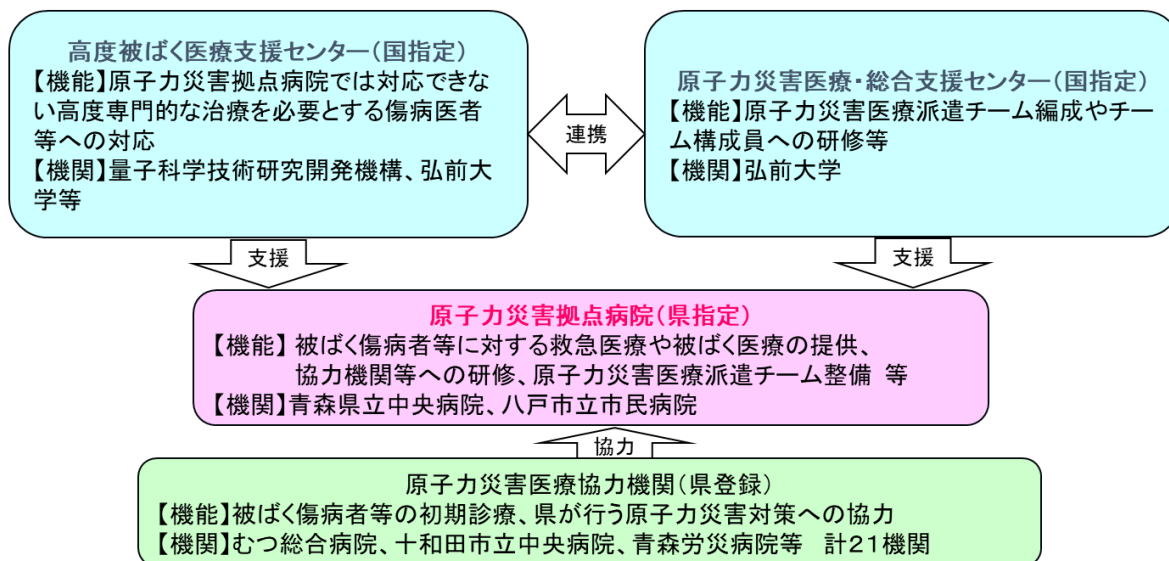 高度被ばく医療支援センター(国指定)
【機能】原子力災害拠点病院では対応できな
い高度専門的な治療を必要とする傷病医者
等への対応
【機関】量子科学技術研究開発機構、弘前大
学等
連携
原子力災害医療・総合支援センター(国指定)
【機能】原子力災害医療派遣チーム編成やチー
ム構成員への研修等
【機関】弘前大学
支援
支援
原子力災害拠点病院(県指定)
【機能】 被ばく傷病者等に対する救急医療や被ばく医療の提供、
協力機関等への研修、原子力災害医療派遣チーム整備 等
【機関】青森県立中央病院、八戸市立市民病院
協力
原子力災害医療協力機関(県登録)
【機能】被ばく傷病者等の初期診療、県が行う原子力災害対策への協力
【機関】むつ総合病院、十和田市立中央病院、青森労災病院等 計21機関